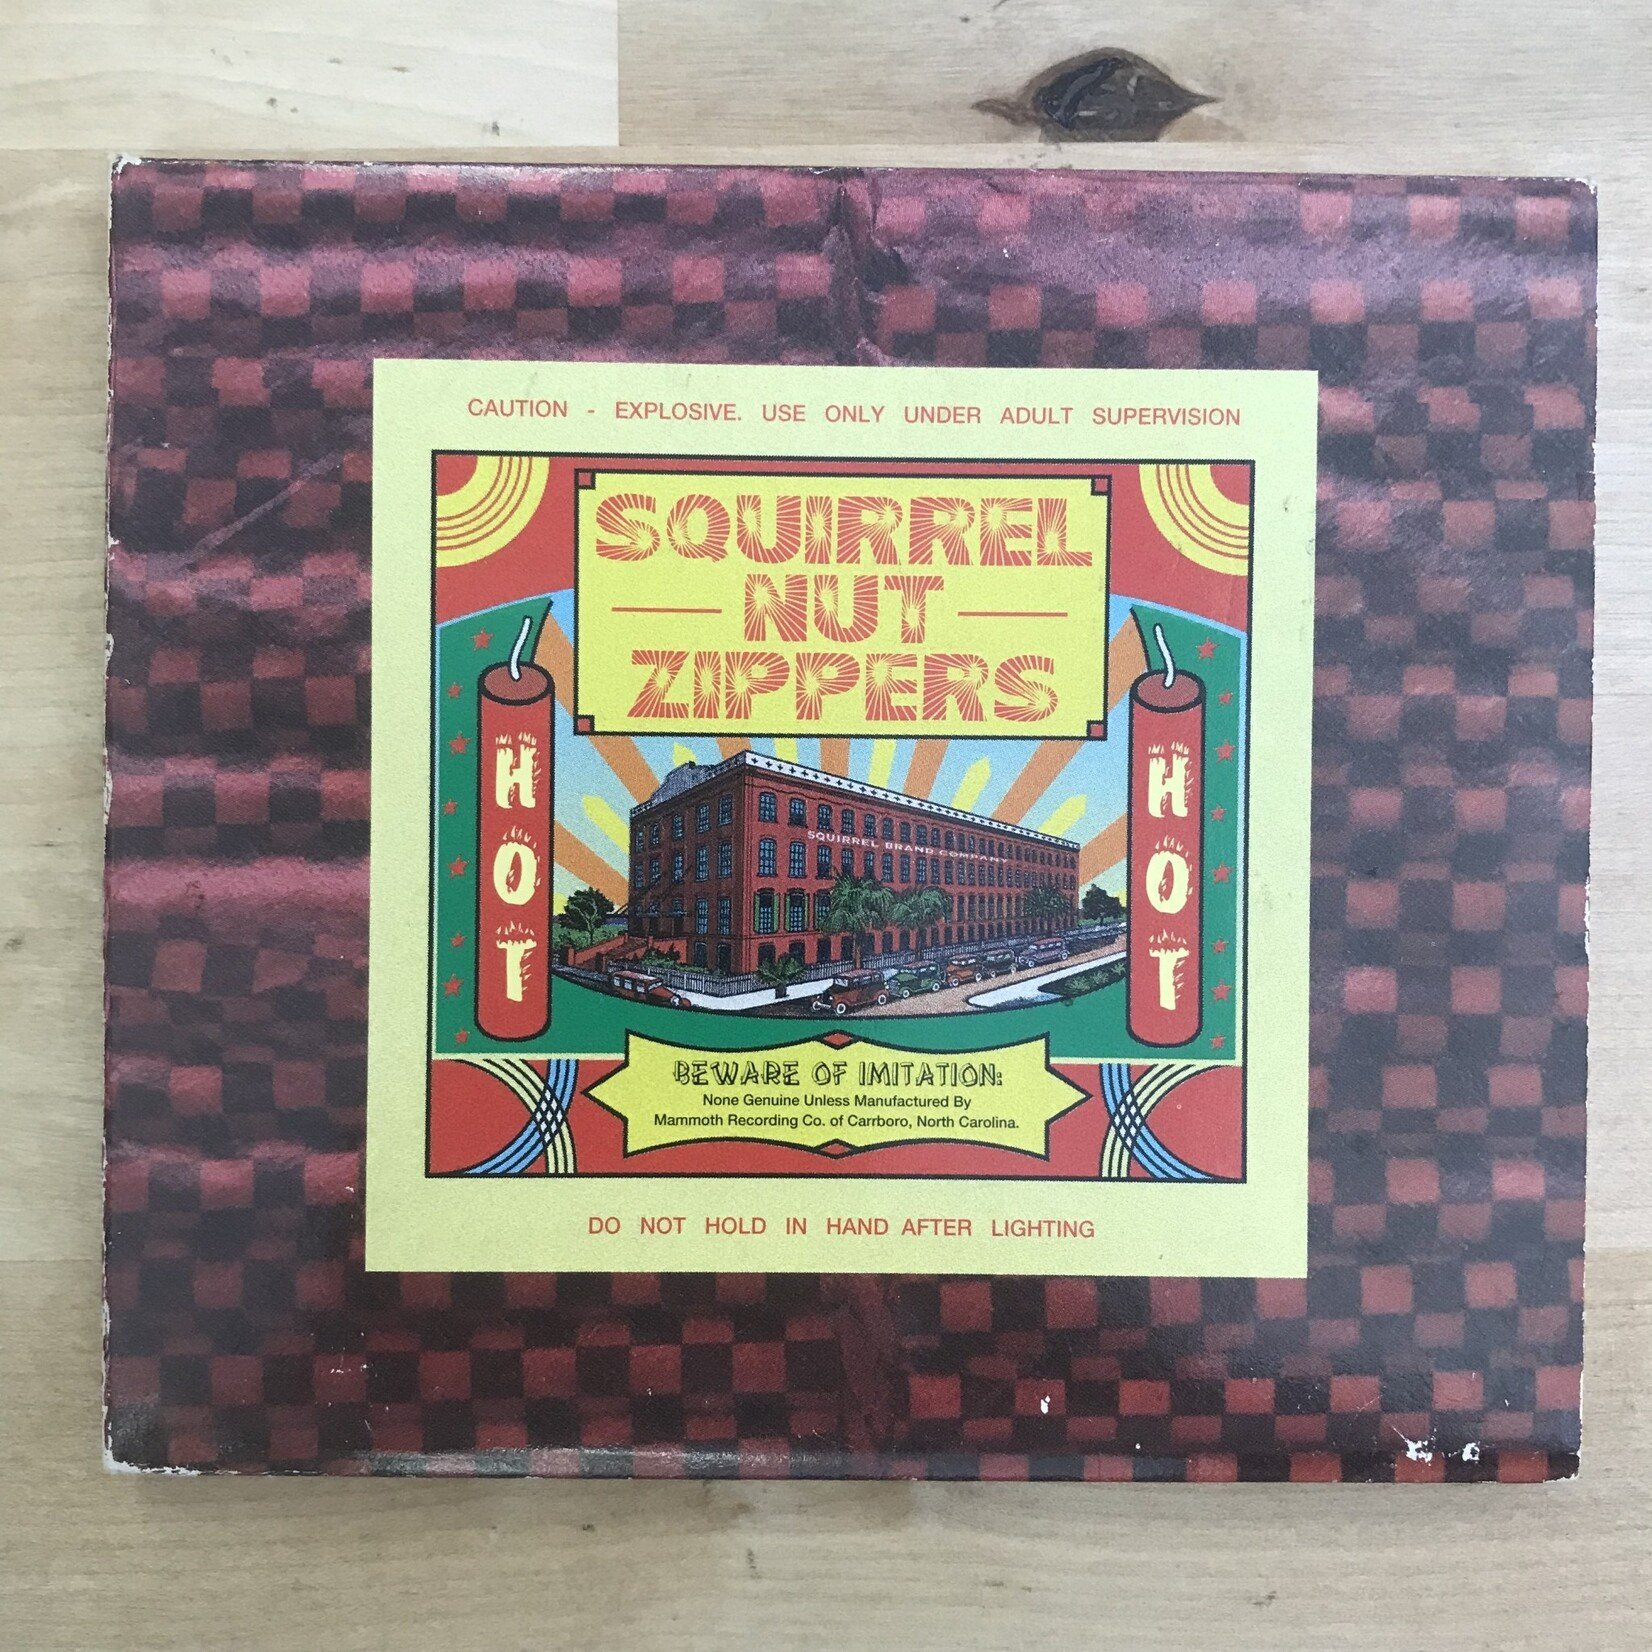 CAUTION - EXPLOSIVE. USE ONLY UNDER ADULT SUPERVISION
SQUIRREL
NUT
ZIPPERS
HOT
HOT
SQUIRREL BRAND COMPANY
BEWARE OF IMITATION:
None Genuine Unless Manufactured By
Mammoth Recording Co. of Carrboro, North Carolina.
DO NOT HOLD IN HAND AFTER LIGHTING